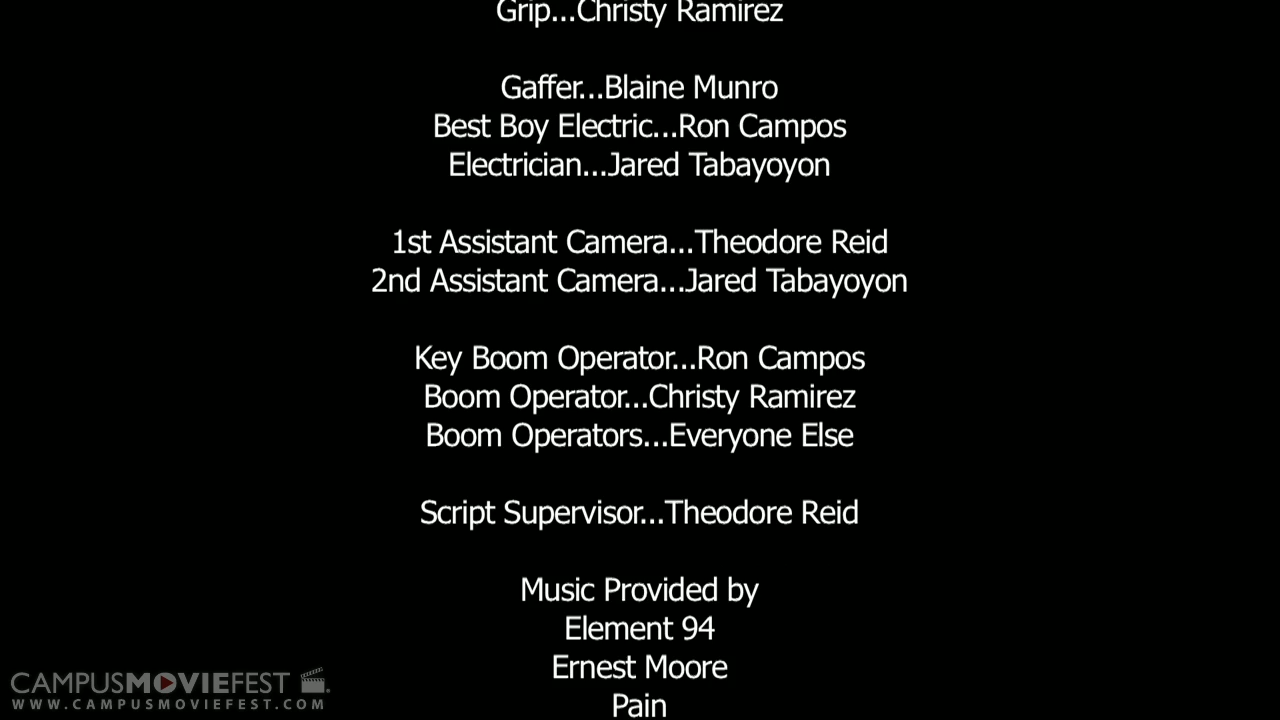 Grip...Christy Ramirez
Gaffer...Blaine Munro
Best Boy Electric...Ron Campos
Electrician...Jared Tabayoyon
1st Assistant Camera...Theodore Reid
2nd Assistant Camera...Jared Tabayoyon
Key Boom Operator...Ron Campos
Boom Operator...Christy Ramirez
Boom Operators...Everyone Else
Script Supervisor...Theodore Reid
Music Provided by
Element 94
Ernest Moore
Pain
CAMPUSMOVIEFEST
WWW.CAMPUSMOVIEFEST.COM